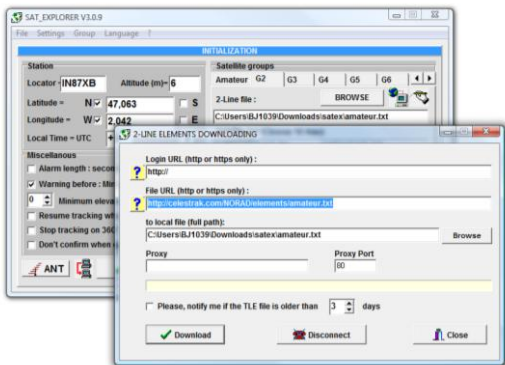 SAT_EXPLORER V3.0.9
File Settings Group Language ?
INITIALIZATION
Station
Locator IN87XB Altitude (m)= 6
Latitude = N 47,063 S
Longitude = W 2,042 E
Local Time = UTC +
Satellite groups
Amateur G2 G3 G4 G5 G6
2-Line file : BROWSE
C:\Users\BJ1039\Downloads\satex\amateur.txt
Miscellanous
Alarm length : secon
Warning before : Min
0 Minimum eleva
Resume tracking wh
Stop tracking on 360
Don't confirm when
ANT
2-LINE ELEMENTS DOWNLOADING
Login URL (http or https only) :
http://
File URL (http or https only) :
http://celestrak.com/NORAD/elements/amateur.txt
to local file (full path):
C:\Users\BJ1039\Downloads\satex\amateur.txt Browse
Proxy Proxy Port
80
Please, notify me if the TLE file is older than 3 days
Download Disconnect Close